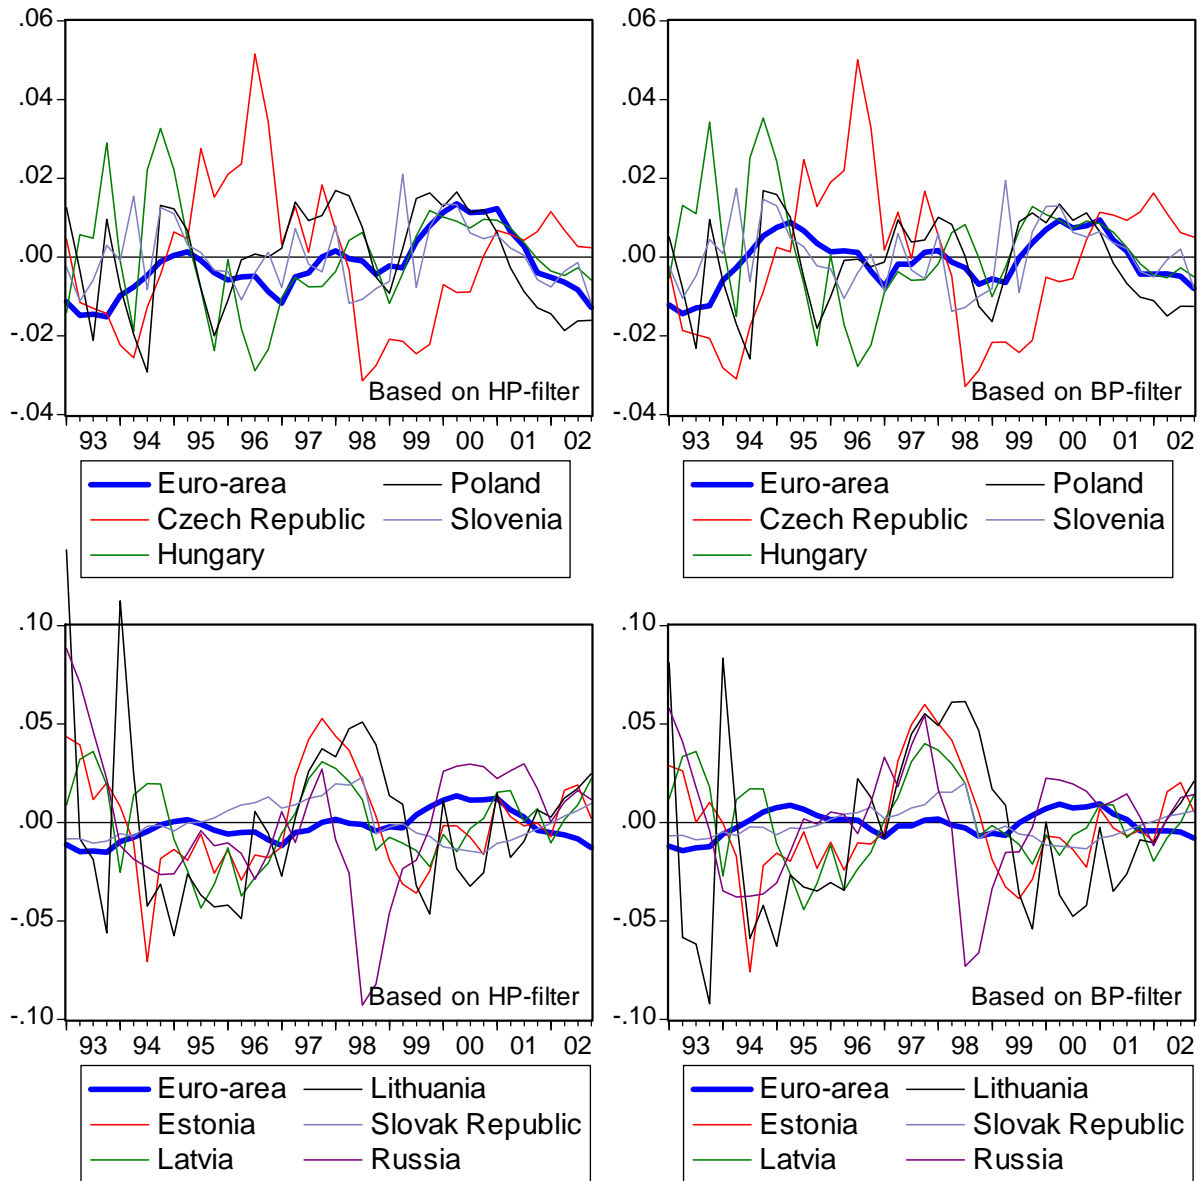 .06
.04
.02
.00
-.02
-.04
Based on HP-filter
93 94 95 96 97 98 99 00 01 02
Euro-area Poland
Czech Republic Slovenia
Hungary
.06
.04
.02
.00
-.02
-.04
Based on BP-filter
93 94 95 96 97 98 99 00 01 02
Euro-area Poland
Czech Republic Slovenia
Hungary
.10
.05
.00
-.05
-.10
Based on HP-filter
93 94 95 96 97 98 99 00 01 02
Euro-area Lithuania
Estonia Slovak Republic
Latvia Russia
.10
.05
.00
-.05
-.10
Based on BP-filter
93 94 95 96 97 98 99 00 01 02
Euro-area Lithuania
Estonia Slovak Republic
Latvia Russia